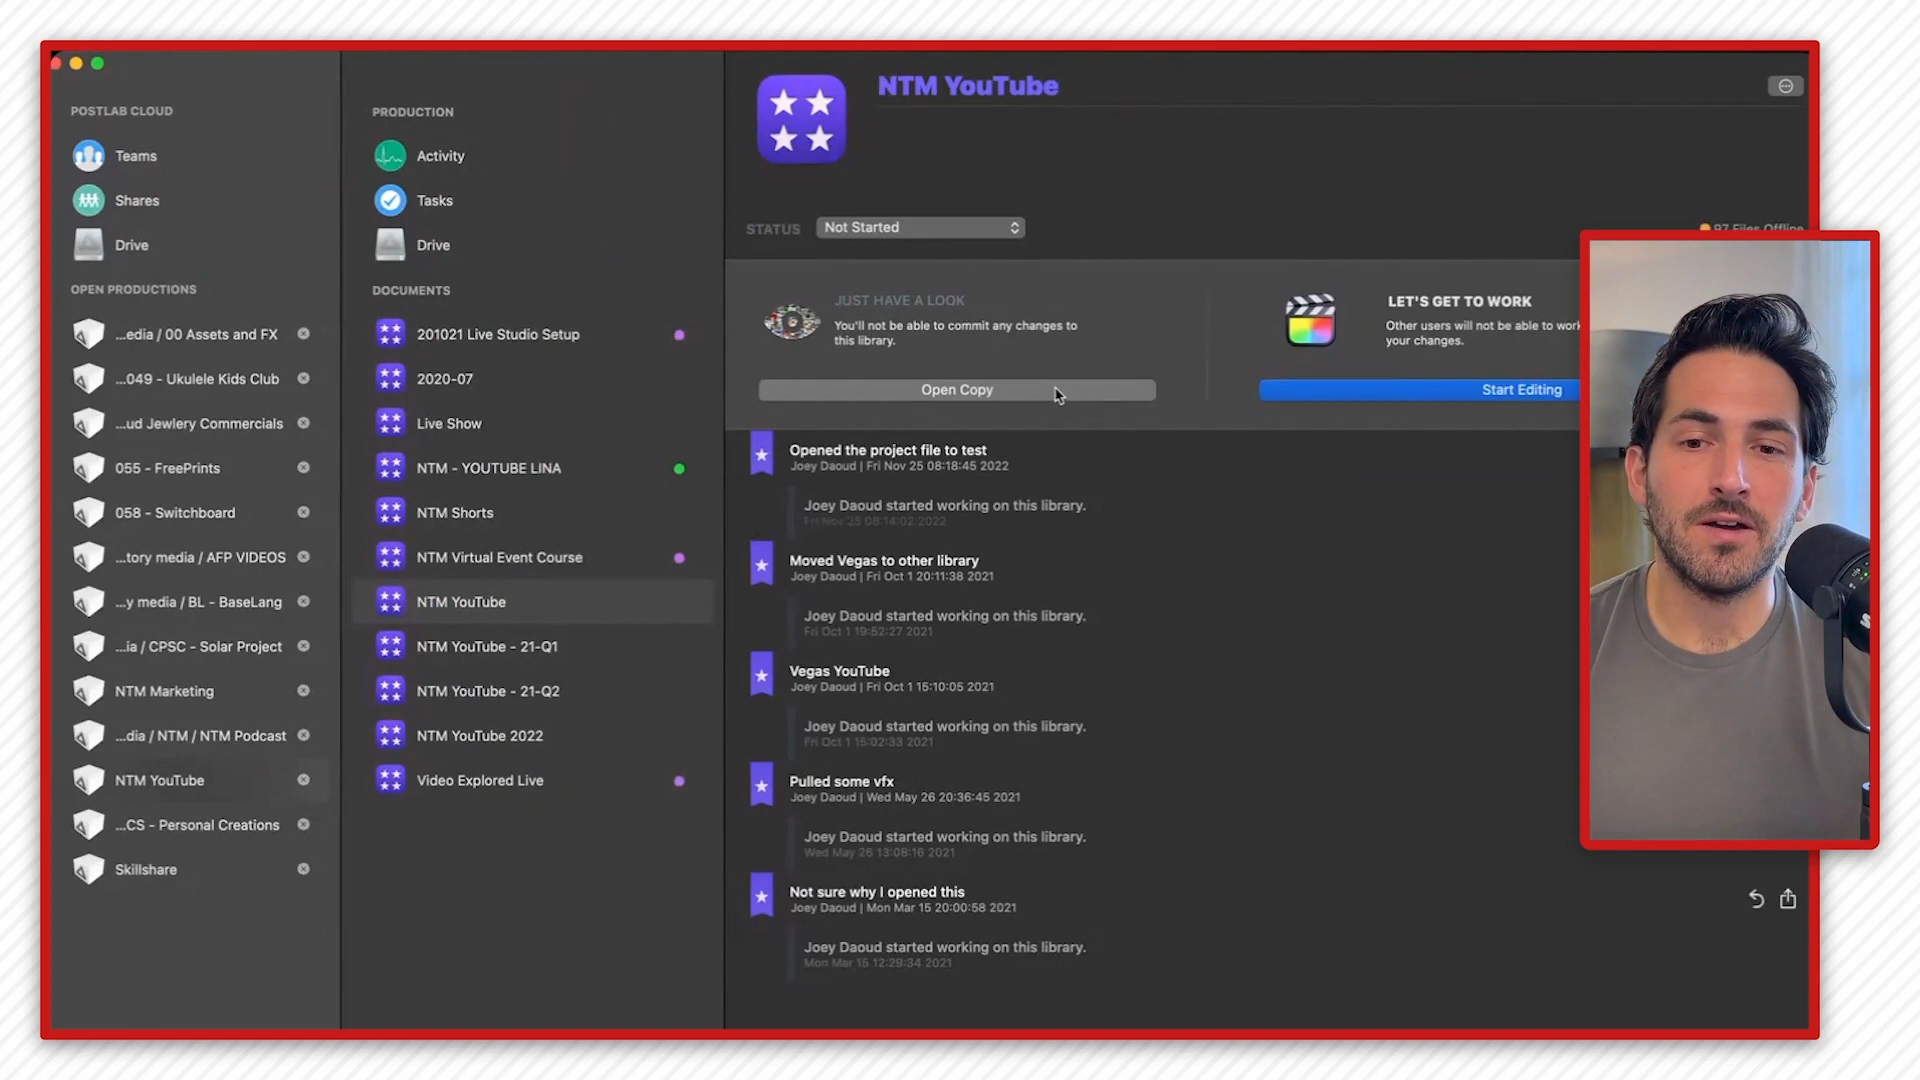 POSTLAB CLOUD
Teams
Shares
Drive
OPEN PRODUCTIONS
...edia / 00 Assets and FX
...049 - Ukulele Kids Club
...ud Jewlery Commercials
055 - FreePrints
058 - Switchboard
...tory media / AFP VIDEOS
...y media / BL - BaseLang
...ia / CPSC - Solar Project
NTM Marketing
...dia / NTM / NTM Podcast
NTM YouTube
...CS - Personal Creations
Skillshare
PRODUCTION
Activity
Tasks
Drive
DOCUMENTS
201021 Live Studio Setup
2020-07
Live Show
NTM - YOUTUBE LINA
NTM Shorts
NTM Virtual Event Course
NTM YouTube
NTM YouTube - 21-Q1
NTM YouTube - 21-Q2
NTM YouTube 2022
Video Explored Live
NTM YouTube
STATUS
Not Started
97 Files Offline
JUST HAVE A LOOK
You'll not be able to commit any changes to
this library.
Open Copy
LET'S GET TO WORK
Other users will not be able to work
your changes.
Start Editing
Opened the project file to test
Joey Daoud | Fri Nov 25 08:18:45 2022
Joey Daoud started working on this library.
Fri Nov 25 08:14:02 2022
Moved Vegas to other library
Joey Daoud | Fri Oct 1 20:11:38 2021
Joey Daoud started working on this library.
Fri Oct 1 19:52:27 2021
Vegas YouTube
Joey Daoud | Fri Oct 1 15:10:05 2021
Joey Daoud started working on this library.
Fri Oct 1 15:02:33 2021
Pulled some vfx
Joey Daoud | Wed May 26 20:36:45 2021
Joey Daoud started working on this library.
Wed May 26 13:08:16 2021
Not sure why I opened this
Joey Daoud | Mon Mar 15 20:00:58 2021
Joey Daoud started working on this library.
Mon Mar 15 12:29:34 2021